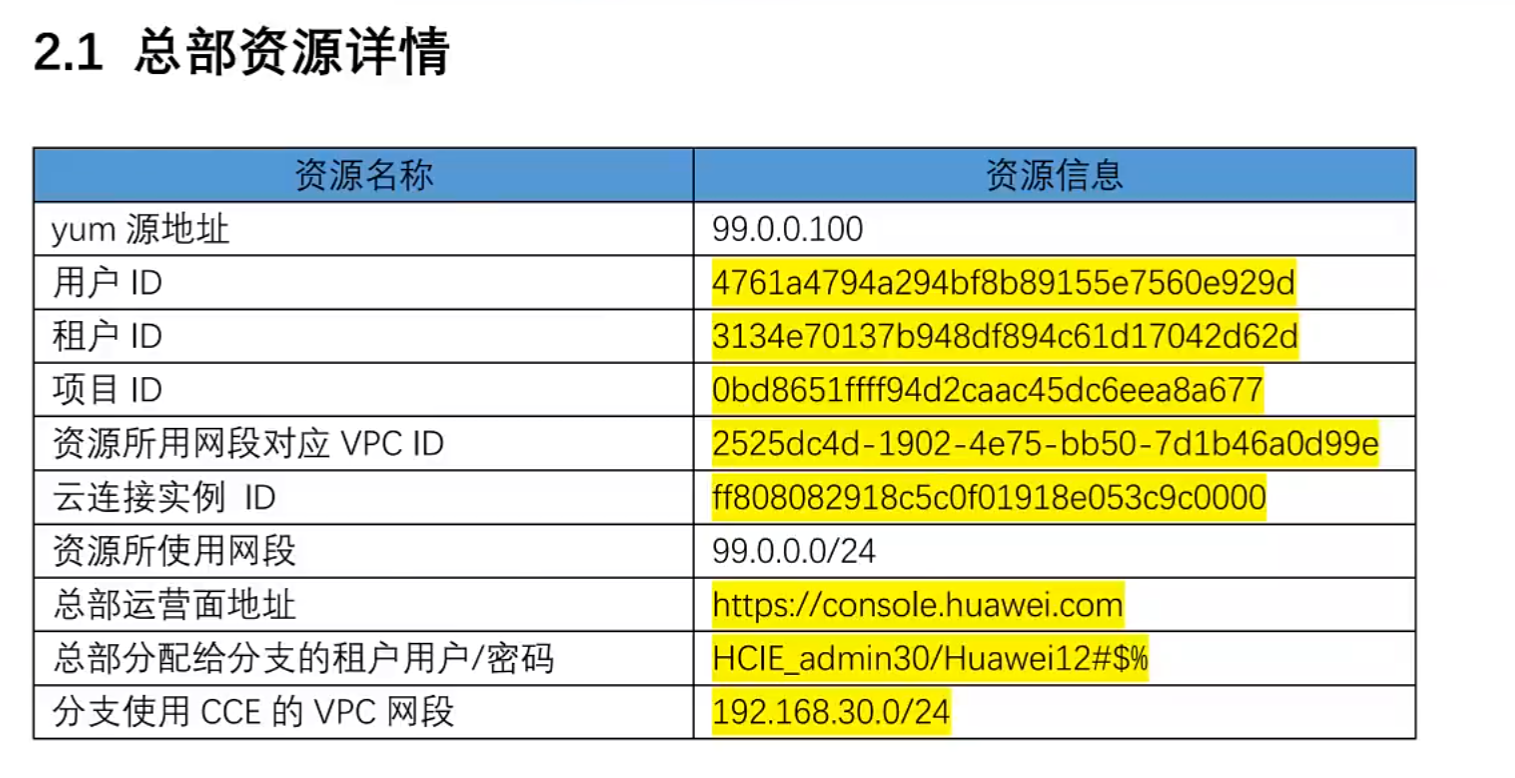 2.1 总部资源详情
资源名称 资源信息
yum 源地址 99.0.0.100
用户 ID 4761a4794a294bf8b89155e7560e929d
租户 ID 3134e70137b948df894c61d17042d62d
项目 ID 0bd8651ffff94d2caac45dc6eea8a677
资源所用网段对应 VPC ID 2525dc4d-1902-4e75-bb50-7d1b46a0d99e
云连接实例 ID ff808082918c5c0f01918e053c9c0000
资源所使用网段 99.0.0.0/24
总部运营面地址 https://console.huawei.com
总部分配给分支的租户用户/密码 HCIE_admin30/Huawei12#$%
分支使用 CCE 的 VPC 网段 192.168.30.0/24